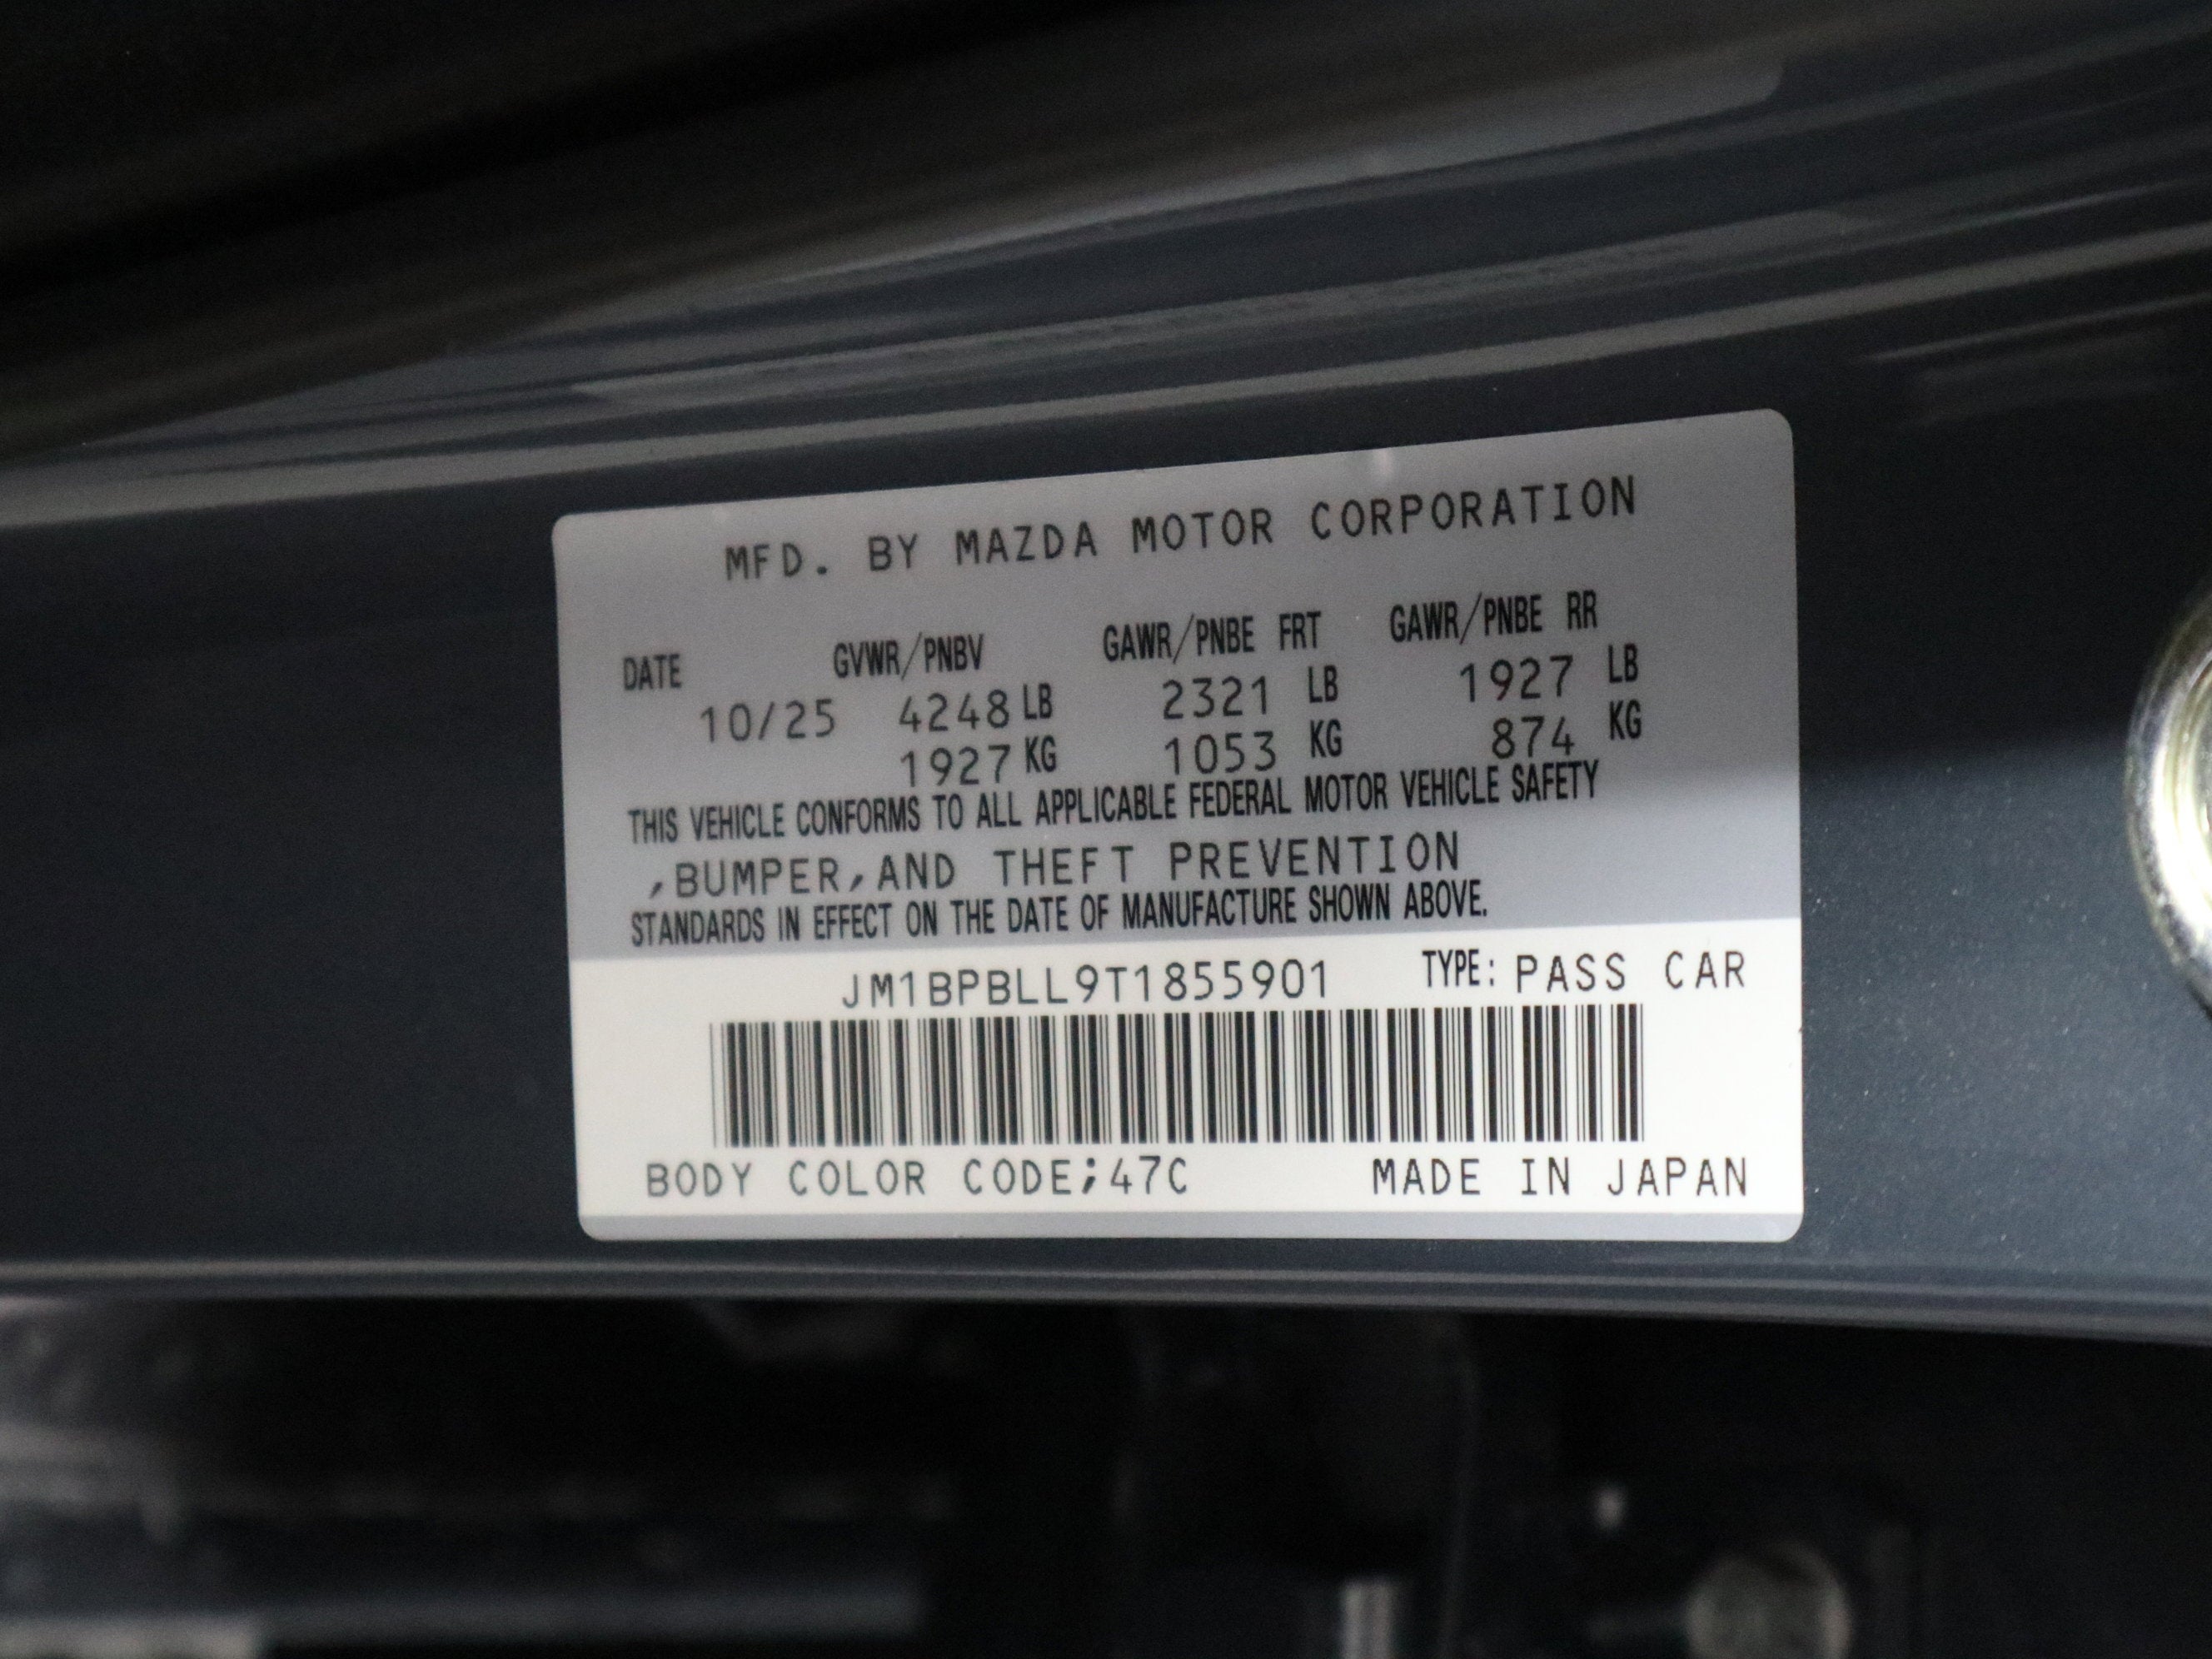 MFD. BY MAZDA MOTOR CORPORATION
DATE GVWR/PNBV GAWR/PNBE FRT GAWR/PNBE RR
10/25 4248 LB 2321 LB 1927 LB
1927 KG 1053 KG 874 KG
THIS VEHICLE CONFORMS TO ALL APPLICABLE FEDERAL MOTOR VEHICLE SAFETY
,BUMPER,AND THEFT PREVENTION
STANDARDS IN EFFECT ON THE DATE OF MANUFACTURE SHOWN ABOVE.
JM1BPBLL9T1855901 TYPE: PASS CAR
BODY COLOR CODE;47C MADE IN JAPAN